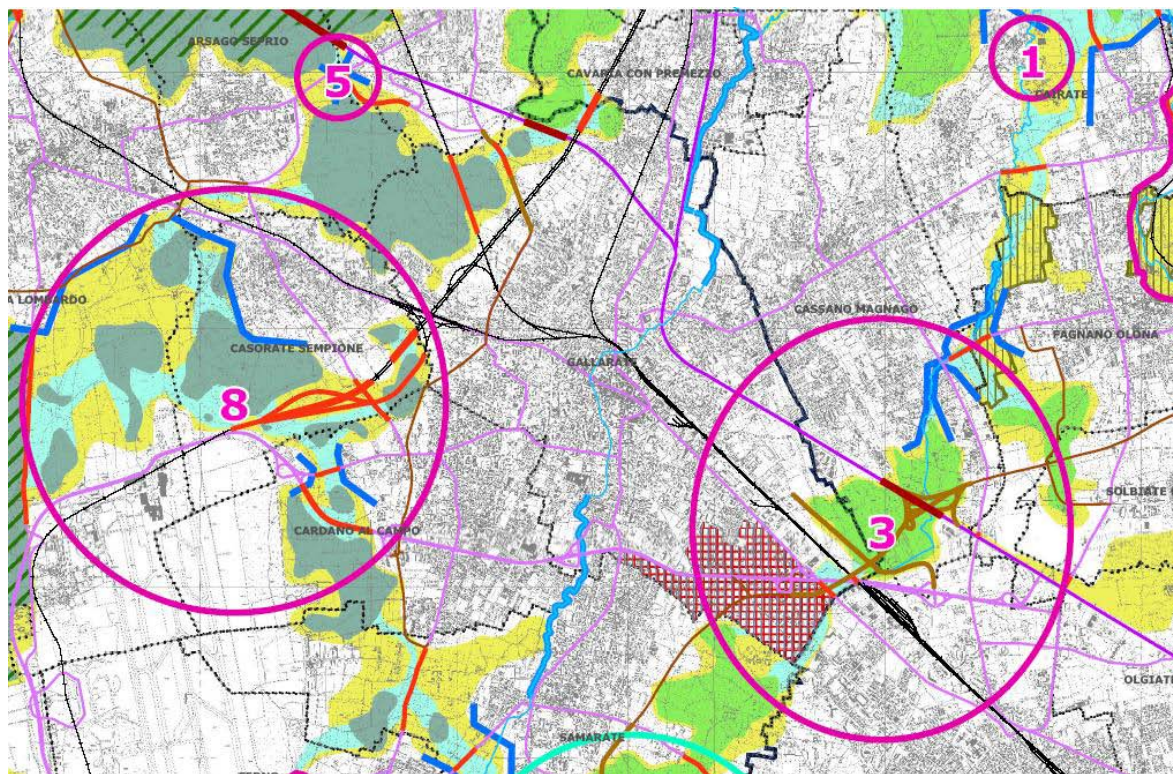 ARSAGO SEPRIO
5
CAVARIA CON PREMEZZO
1
CAIRATE
A LOMBARDO
CASORATE SEMPIONE
8
GALLARATE
CASSANO MAGNAGO
FAGNANO OLONA
SOLBIATE
3
CARDANO AL CAMPO
OLGIATE
SAMARATE